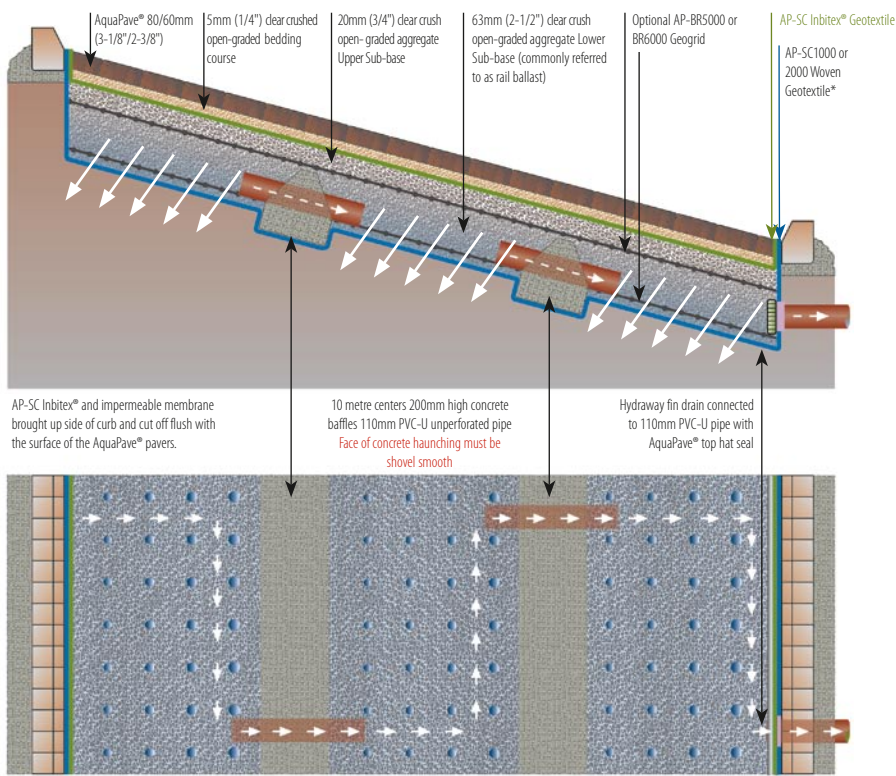 AquaPave® 80/60mm
(3-1/8"/2-3/8")
5mm (1/4") clear crushed
open-graded bedding
course
20mm (3/4") clear crush
open- graded aggregate
Upper Sub-base
63mm (2-1/2") clear crush
open-graded aggregate Lower
Sub-base (commonly referred
to as rail ballast)
Optional AP-BR5000 or
BR6000 Geogrid
AP-SC Inbitex® Geotextile
AP-SC1000 or
2000 Woven
Geotextile*
AP-SC Inbitex® and impermeable membrane
brought up side of curb and cut off flush with
the surface of the AquaPave® pavers.
10 metre centers 200mm high concrete
baffles 110mm PVC-U unperforated pipe
Face of concrete haunching must be
shovel smooth
Hydraway fin drain connected
to 110mm PVC-U pipe with
AquaPave® top hat seal